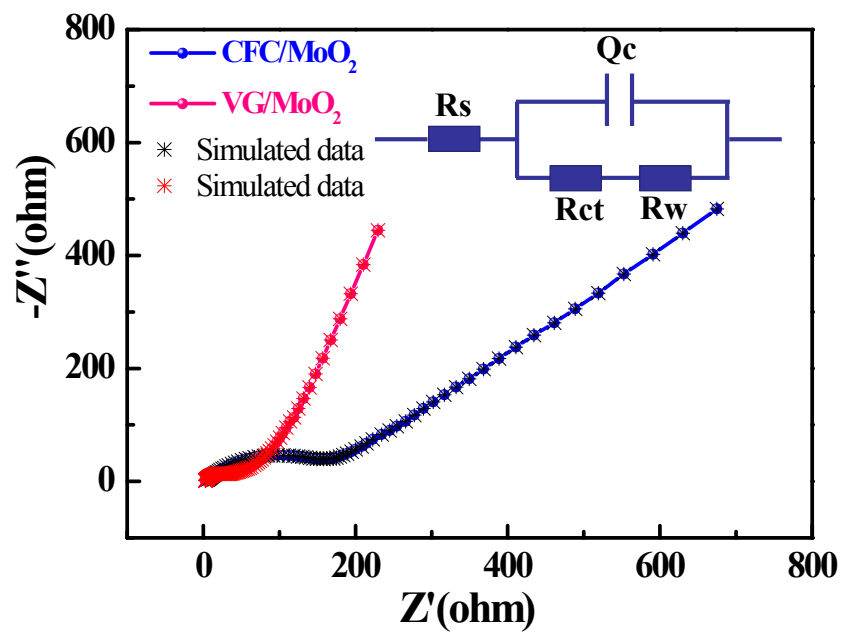 800
600
400
200
0
-Z''(ohm)
CFC/MoO₂
VG/MoO₂
Simulated data
Simulated data
Qc
Rs
Rct
Rw
0
200
400
600
800
Z'(ohm)